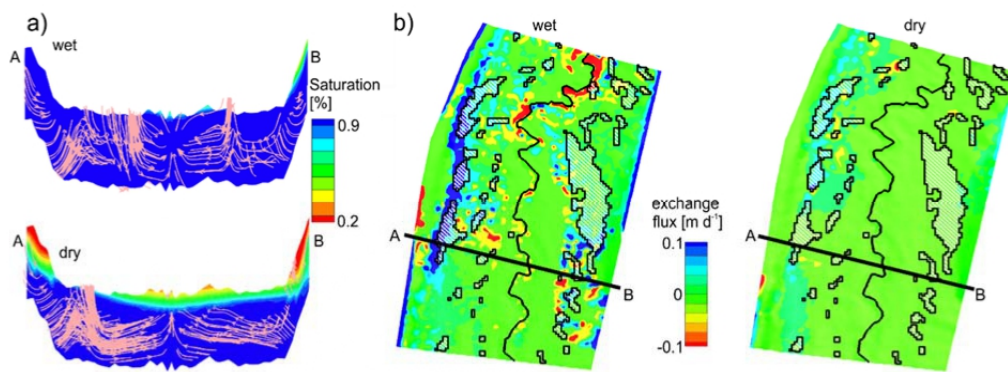 a)
wet
A
B
Saturation
[%]
0.9
0.2
dry
A
B
b)
wet
A
B
exchange
flux [m d⁻¹]
0.1
0
-0.1
dry
A
B